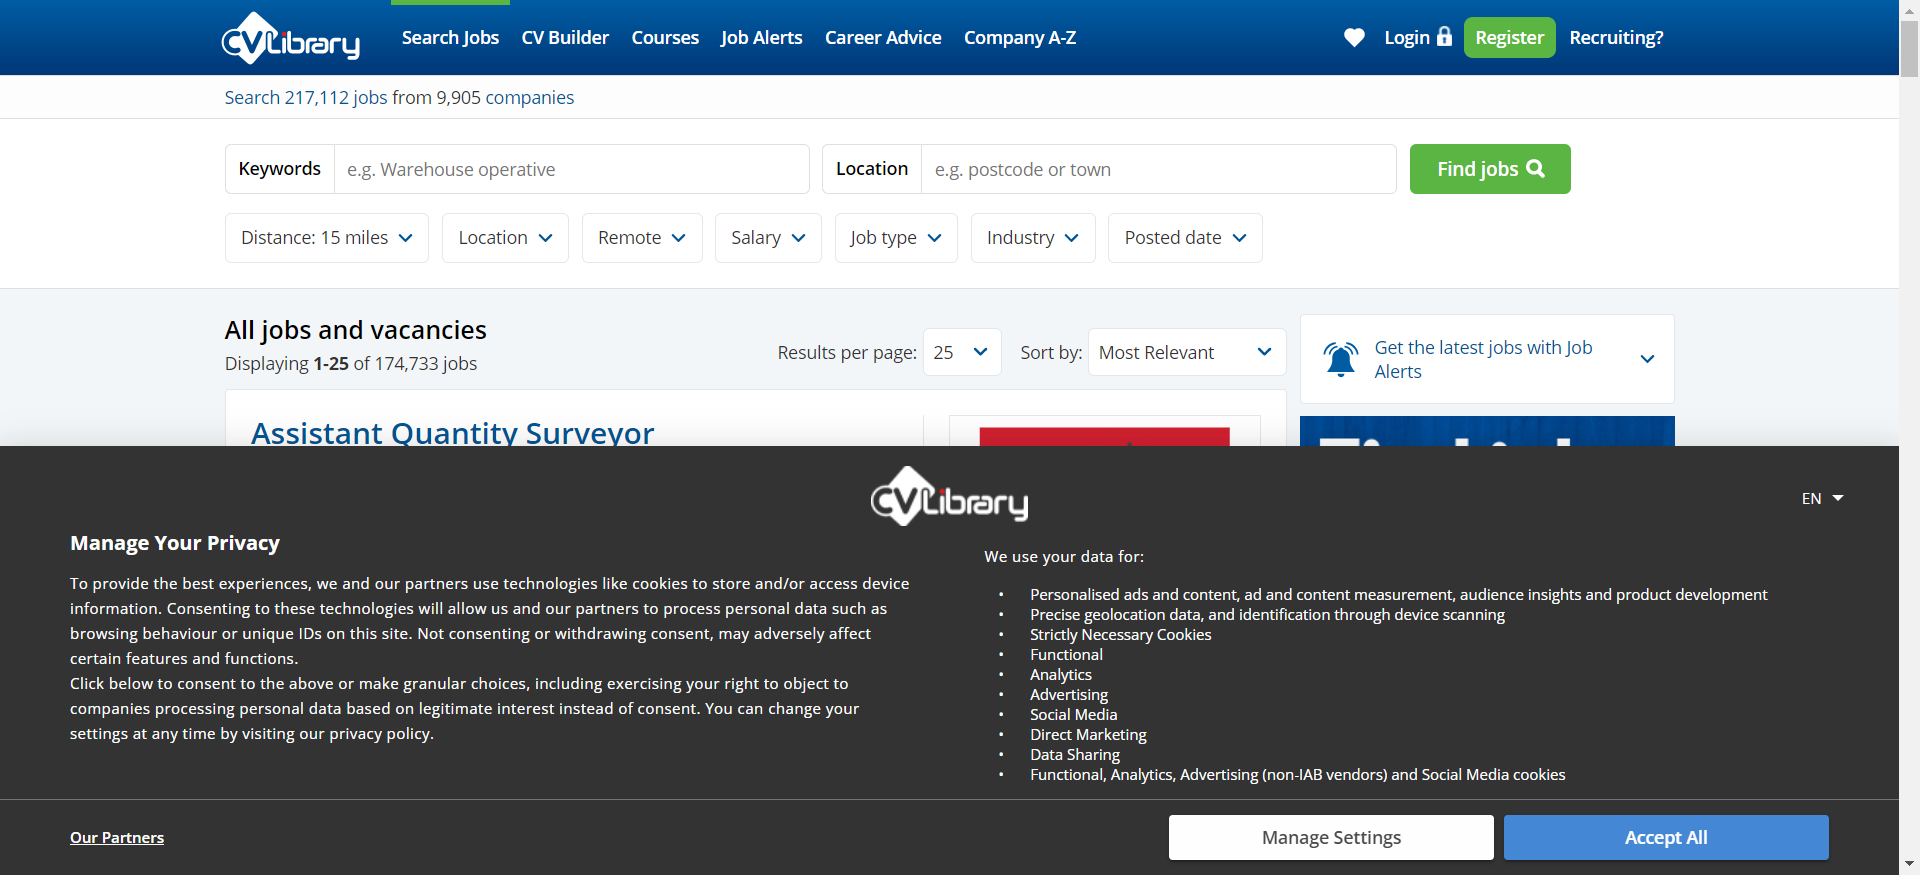 CVLibrary
Search Jobs CV Builder Courses Job Alerts Career Advice Company A-Z Login Register Recruiting?
Search 217,112 jobs from 9,905 companies
Keywords e.g. Warehouse operative Location e.g. postcode or town Find jobs
Distance: 15 miles Location Remote Salary Job type Industry Posted date
All jobs and vacancies
Displaying 1-25 of 174,733 jobs
Results per page: 25 Sort by: Most Relevant
Get the latest jobs with Job
Alerts
Assistant Quantity Surveyor
CVLibrary
EN
Manage Your Privacy
To provide the best experiences, we and our partners use technologies like cookies to store and/or access device
information. Consenting to these technologies will allow us and our partners to process personal data such as
browsing behaviour or unique IDs on this site. Not consenting or withdrawing consent, may adversely affect
certain features and functions.
Click below to consent to the above or make granular choices, including exercising your right to object to
companies processing personal data based on legitimate interest instead of consent. You can change your
settings at any time by visiting our privacy policy.
We use your data for:
• Personalised ads and content, ad and content measurement, audience insights and product development
• Precise geolocation data, and identification through device scanning
• Strictly Necessary Cookies
• Functional
• Analytics
• Advertising
• Social Media
• Direct Marketing
• Data Sharing
• Functional, Analytics, Advertising (non-IAB vendors) and Social Media cookies
Our Partners
Manage Settings
Accept All